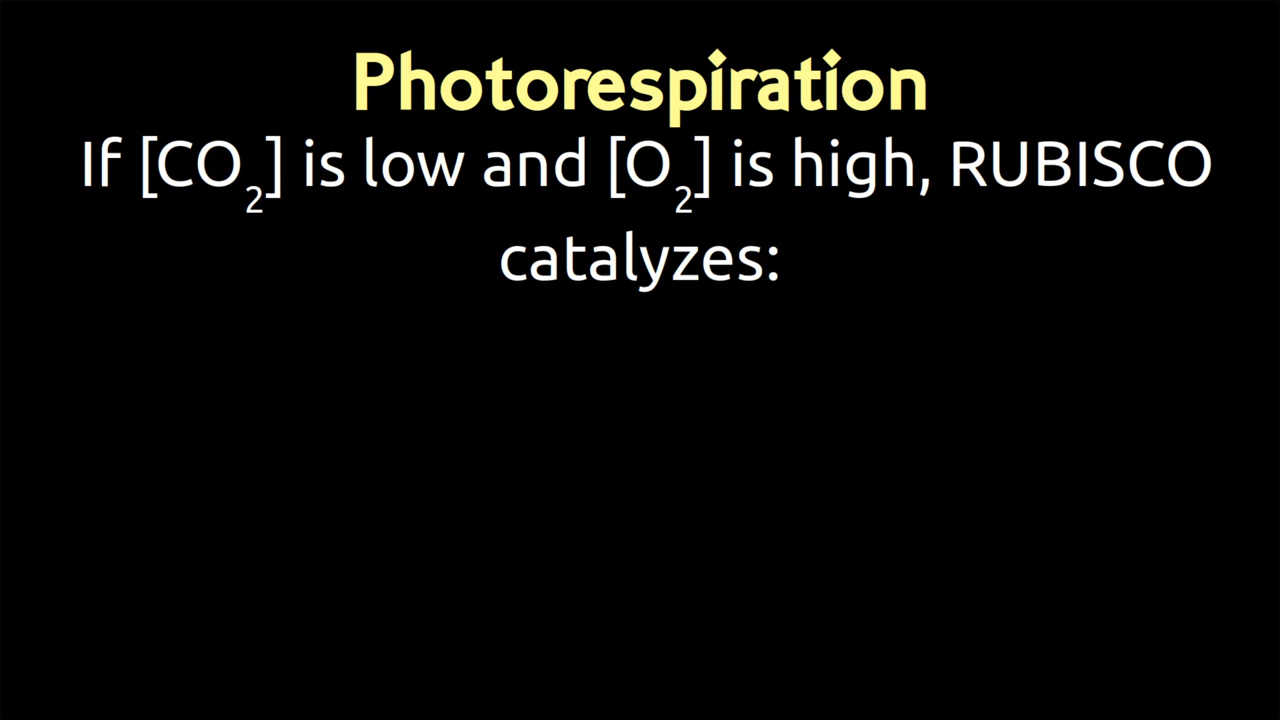 Photorespiration
If [CO₂] is low and [O₂] is high, RUBISCO
catalyzes: